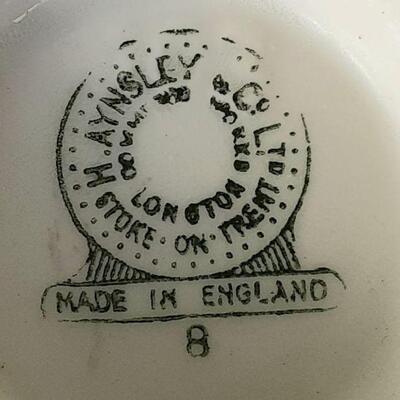 H. AYNSLEY & Co. LTD
LONGTON
STOKE·ON·TRENT
MADE IN ENGLAND
8